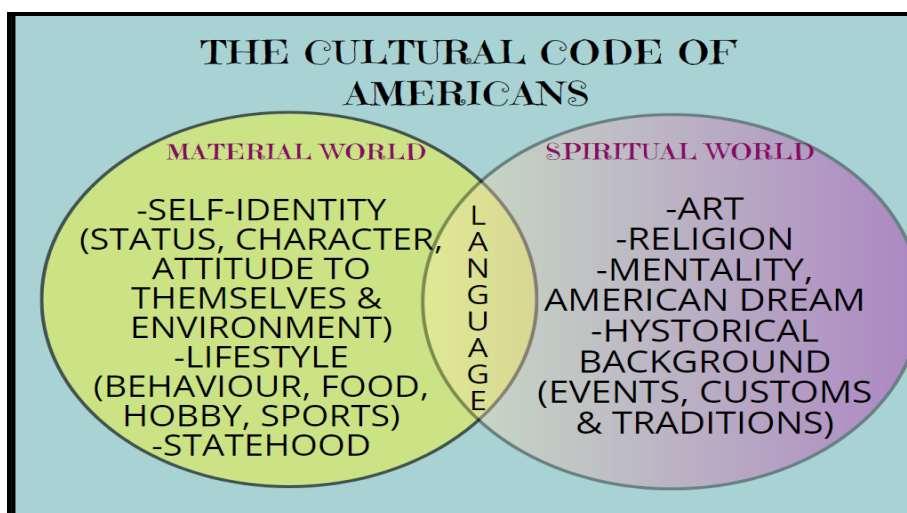 THE CULTURAL CODE OF
AMERICANS
MATERIAL WORLD
-SELF-IDENTITY
(STATUS, CHARACTER,
ATTITUDE TO
THEMSELVES &
ENVIRONMENT)
-LIFESTYLE
(BEHAVIOUR, FOOD,
HOBBY, SPORTS)
-STATEHOOD
LANGUAGE
SPIRITUAL WORLD
-ART
-RELIGION
-MENTALITY,
AMERICAN DREAM
-HYSTORICAL
BACKGROUND
(EVENTS, CUSTOMS
& TRADITIONS)